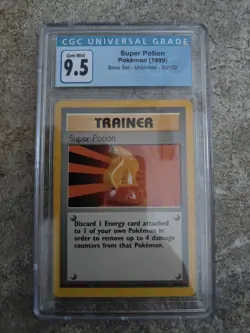 CGC UNIVERSAL GRADE
Gem Mint
9.5
Super Potion
Pokémon (1999)
Base Set - Unlimited - 90/102
TRAINER
Super Potion
Discard 1 Energy card attached
to 1 of your own Pokémon in
order to remove up to 4 damage
counters from that Pokémon.